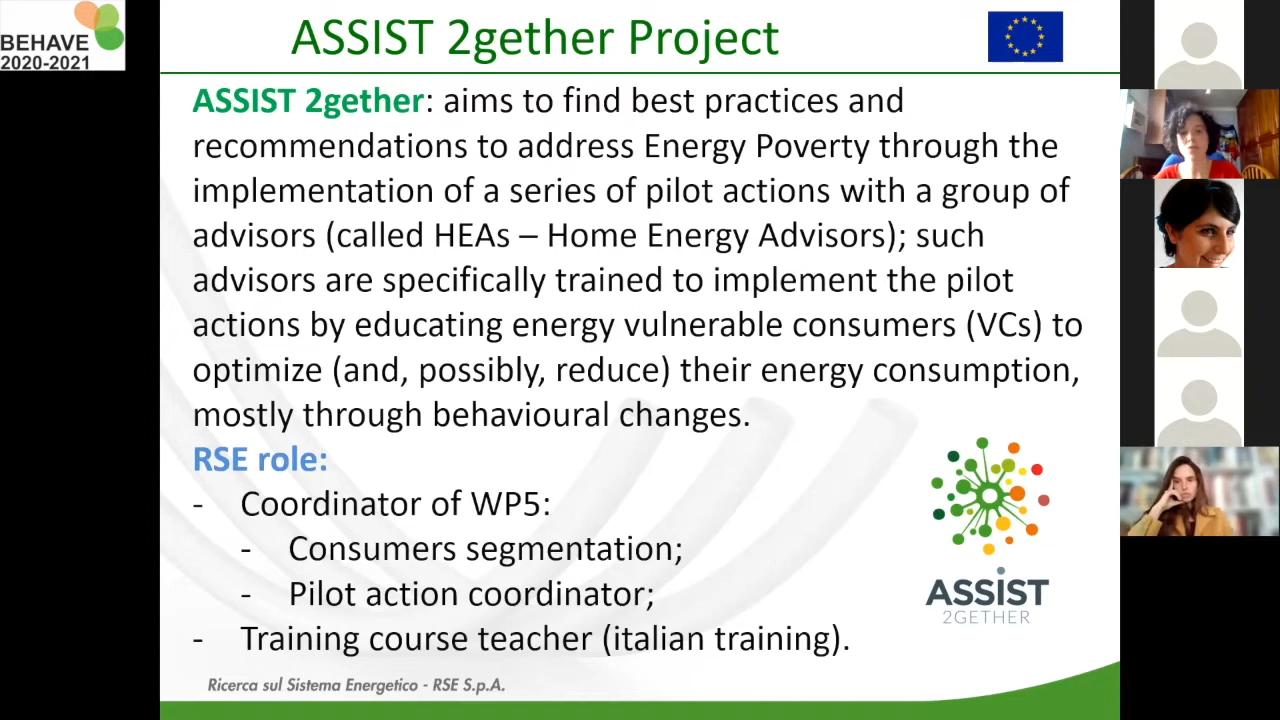 BEHAVE
2020-2021
ASSIST 2gether Project
ASSIST 2gether: aims to find best practices and
recommendations to address Energy Poverty through the
implementation of a series of pilot actions with a group of
advisors (called HEAs – Home Energy Advisors); such
advisors are specifically trained to implement the pilot
actions by educating energy vulnerable consumers (VCs) to
optimize (and, possibly, reduce) their energy consumption,
mostly through behavioural changes.
RSE role:
- Coordinator of WP5:
- Consumers segmentation;
- Pilot action coordinator;
- Training course teacher (italian training).
ASSIST
2GETHER
Ricerca sul Sistema Energetico - RSE S.p.A.